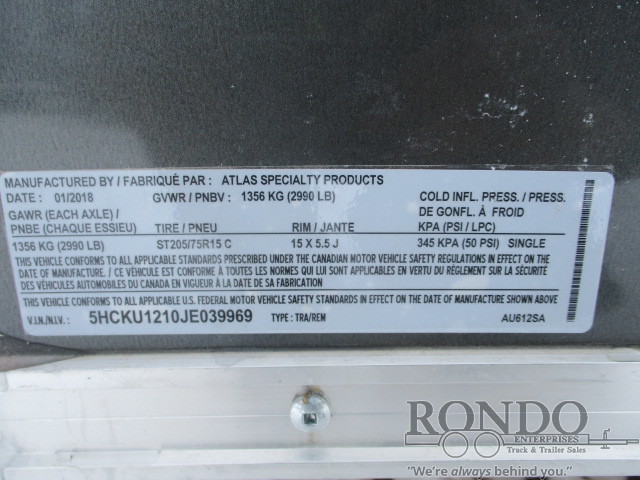 MANUFACTURED BY / FABRIQUÉ PAR : ATLAS SPECIALTY PRODUCTS
DATE : 01/2018 GVWR / PNBV : 1356 KG (2990 LB) COLD INFL. PRESS. / PRESS.
GAWR (EACH AXLE) / DE GONFL. À FROID
PNBE (CHAQUE ESSIEU) TIRE / PNEU RIM / JANTE KPA (PSI / LPC)
1356 KG (2990 LB) ST205/75R15 C 15 X 5.5 J 345 KPA (50 PSI) SINGLE
THIS VEHICLE CONFORMS TO ALL APPLICABLE STANDARDS PRESCRIBED UNDER THE CANADIAN MOTOR VEHICLE SAFETY REGULATIONS IN EFFECT ON
THE DATE OF MANUFACTURE / CE VÉHICULE EST CONFORME À TOUTES LES NORMES QUI LUI SONT APPLICABLES EN VERTU DU RÈGLEMENT SUR LA SÉCURITÉ
DES VÉHICULES AUTOMOBILES DU CANADA EN VIGUEUR À LA DATE DE SA FABRICATION
THIS VEHICLE CONFORMS TO ALL APPLICABLE U.S. FEDERAL MOTOR VEHICLE SAFETY STANDARDS IN EFFECT ON THE DATE OF MANUFACTURE SHOWN ABOVE.
V.I.N./N.I.V. : 5HCKU1210JE039969 TYPE : TRA/REM AU612SA
RONDO
ENTERPRISES
Truck & Trailer Sales
"We're always behind you."